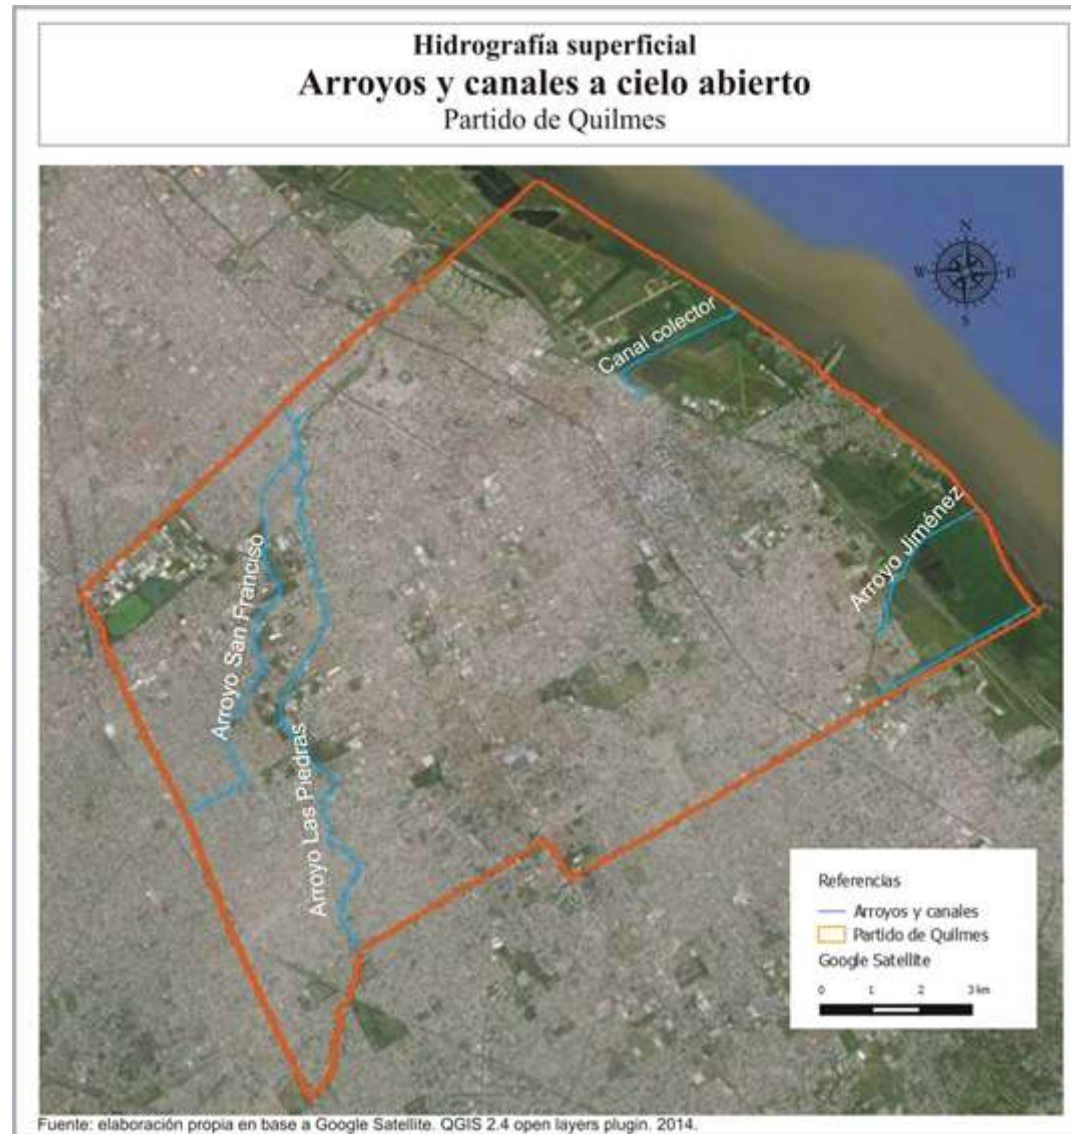 Hidrografía superficial
Arroyos y canales a cielo abierto
Partido de Quilmes
N
W
E
S
Canal colector
Arroyo Jiménez
Arroyo San Franciso
Arroyo Las Piedras
Referencias
Arroyos y canales
Partido de Quilmes
Google Satellite
0 1 2 3 km
Fuente: elaboración propia en base a Google Satellite. QGIS 2.4 open layers plugin. 2014.